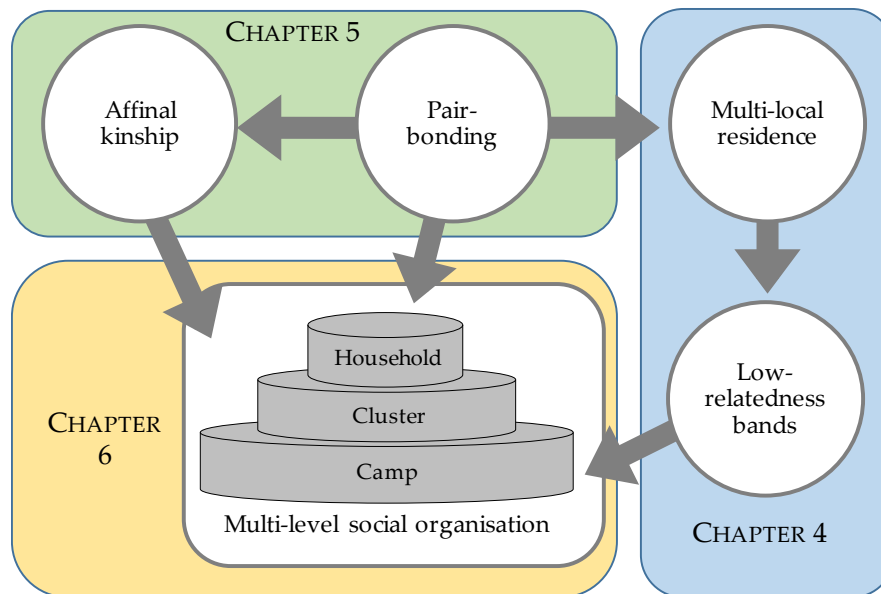 CHAPTER 5
Affinal
kinship
Pair-
bonding
Multi-local
residence
Household
Cluster
Camp
Multi-level social organisation
CHAPTER
6
Low-
relatedness
bands
CHAPTER 4